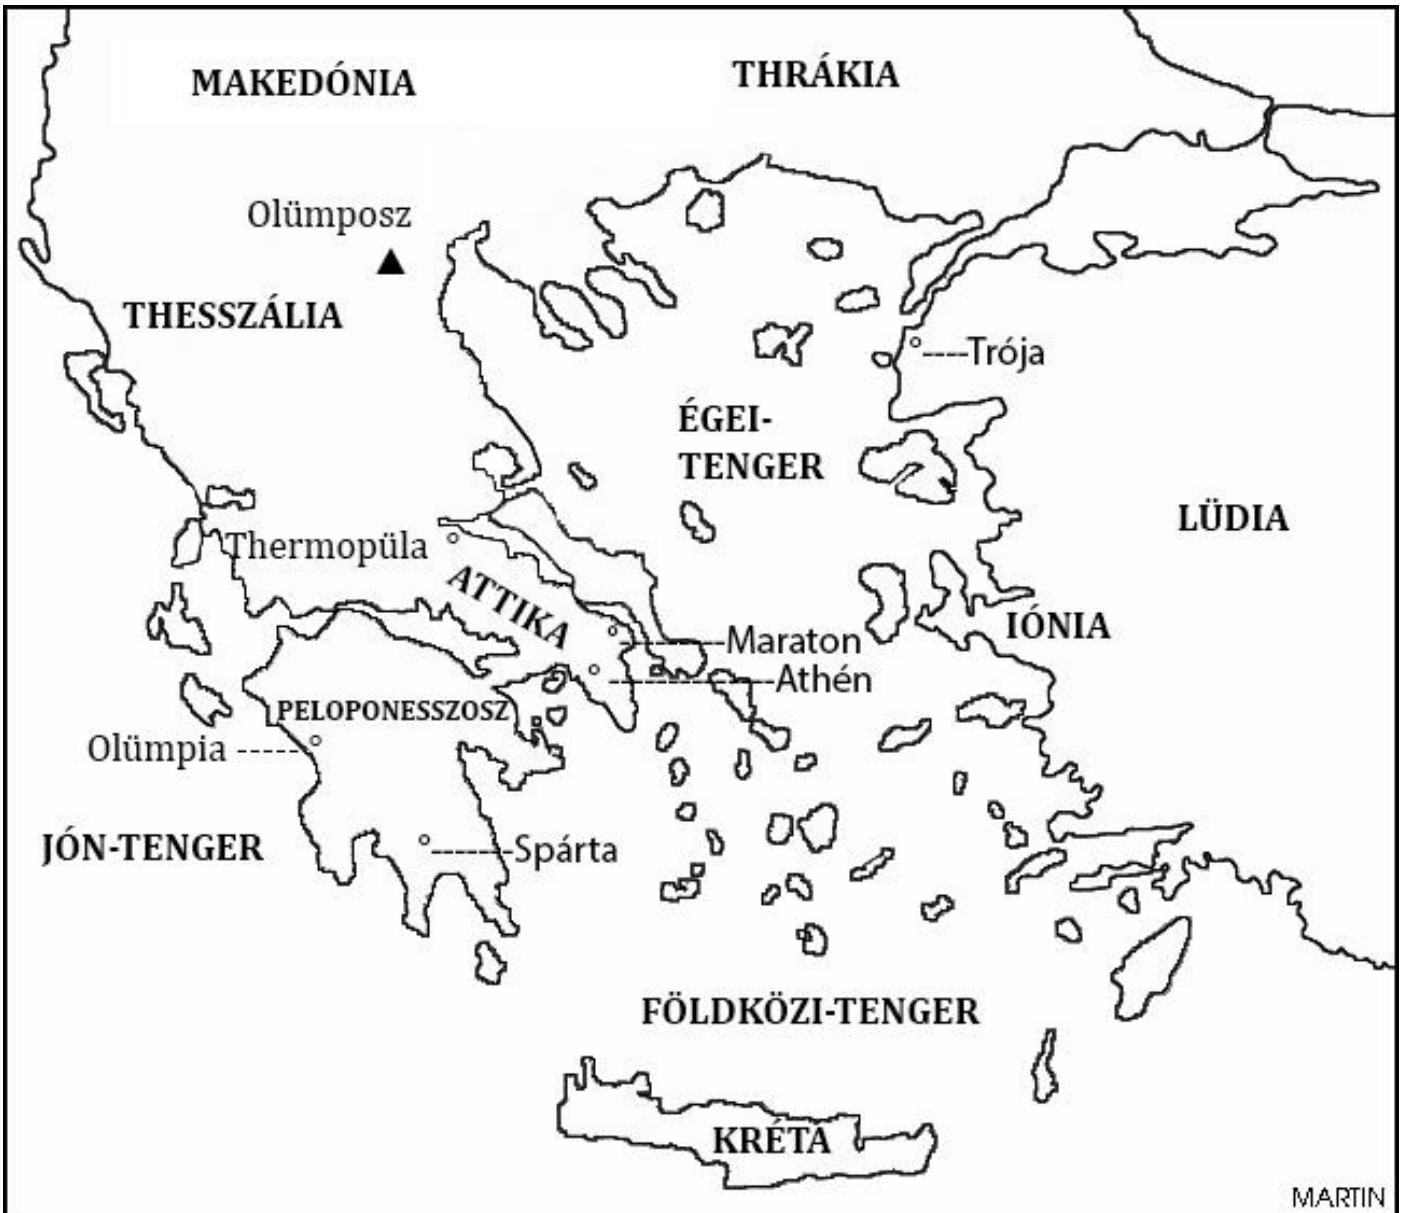 MAKEDÓNIA
THRÁKIA
Olümposz
THESSZÁLIA
Trója
ÉGEI-
TENGER
LÜDIA
Thermopüla
ATTIKA
IÓNIA
Maraton
Athén
PELOPONESSZOSZ
Olümpia
JÓN-TENGER
Spárta
FÖLDKÖZI-TENGER
KRÉTA
MARTIN